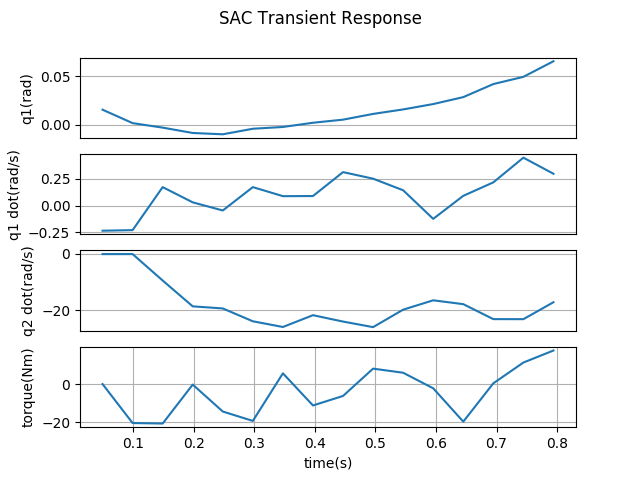 SAC Transient Response
q1(rad)
0.05
0.00
q1 dot(rad/s)
0.25
0.00
−0.25
q2 dot(rad/s)
0
−20
torque(Nm)
0
−20
0.1 0.2 0.3 0.4 0.5 0.6 0.7 0.8
time(s)